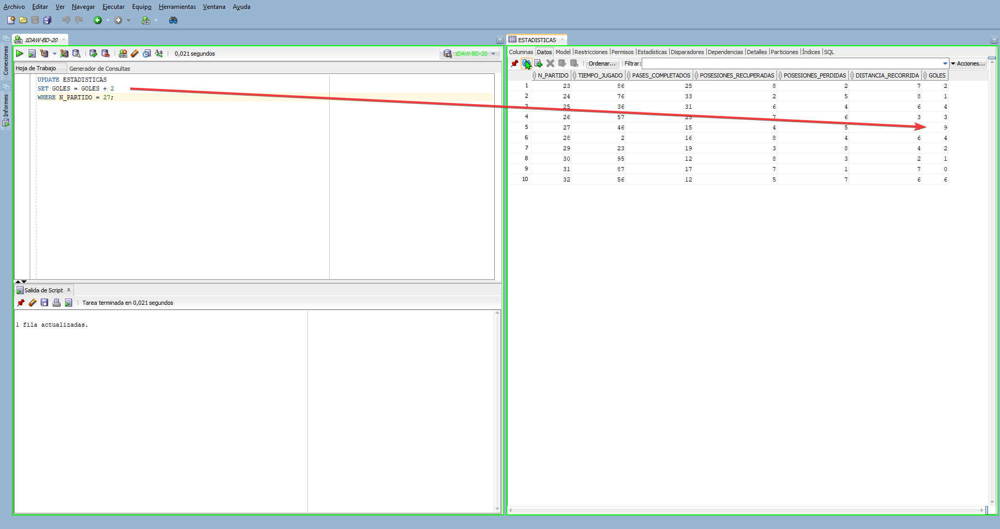 Archivo Editar Ver Navegar Ejecutar Equipo Herramientas Ventana Ayuda
Conexiones
Informes
1DAW-BD-20
0,021 segundos
1DAW-BD-20
Hoja de Trabajo Generador de Consultas
UPDATE ESTADISTICAS
SET GOLES = GOLES + 2
WHERE N_PARTIDO = 27;
Salida de Script
Tarea terminada en 0,021 segundos
1 fila actualizadas.
ESTADISTICAS
Columnas Datos Model Restricciones Permisos Estadísticas Disparadores Dependencias Detalles Particiones Índices SQL
Ordenar... Filtrar: Acciones...
N_PARTIDO TIEMPO_JUGADO PASES_COMPLETADOS POSESIONES_RECUPERADAS POSESIONES_PERDIDAS DISTANCIA_RECORRIDA GOLES
1 23 86 25 8 2 7 2
2 24 76 33 2 5 8 1
3 25 36 31 6 4 6 4
4 26 57 7 6 3 3
5 27 46 15 4 5 9
6 28 2 16 8 4 6 4
7 29 23 19 3 8 4 2
8 30 95 12 8 3 2 1
9 31 87 17 7 1 7 0
10 32 56 12 5 7 6 6